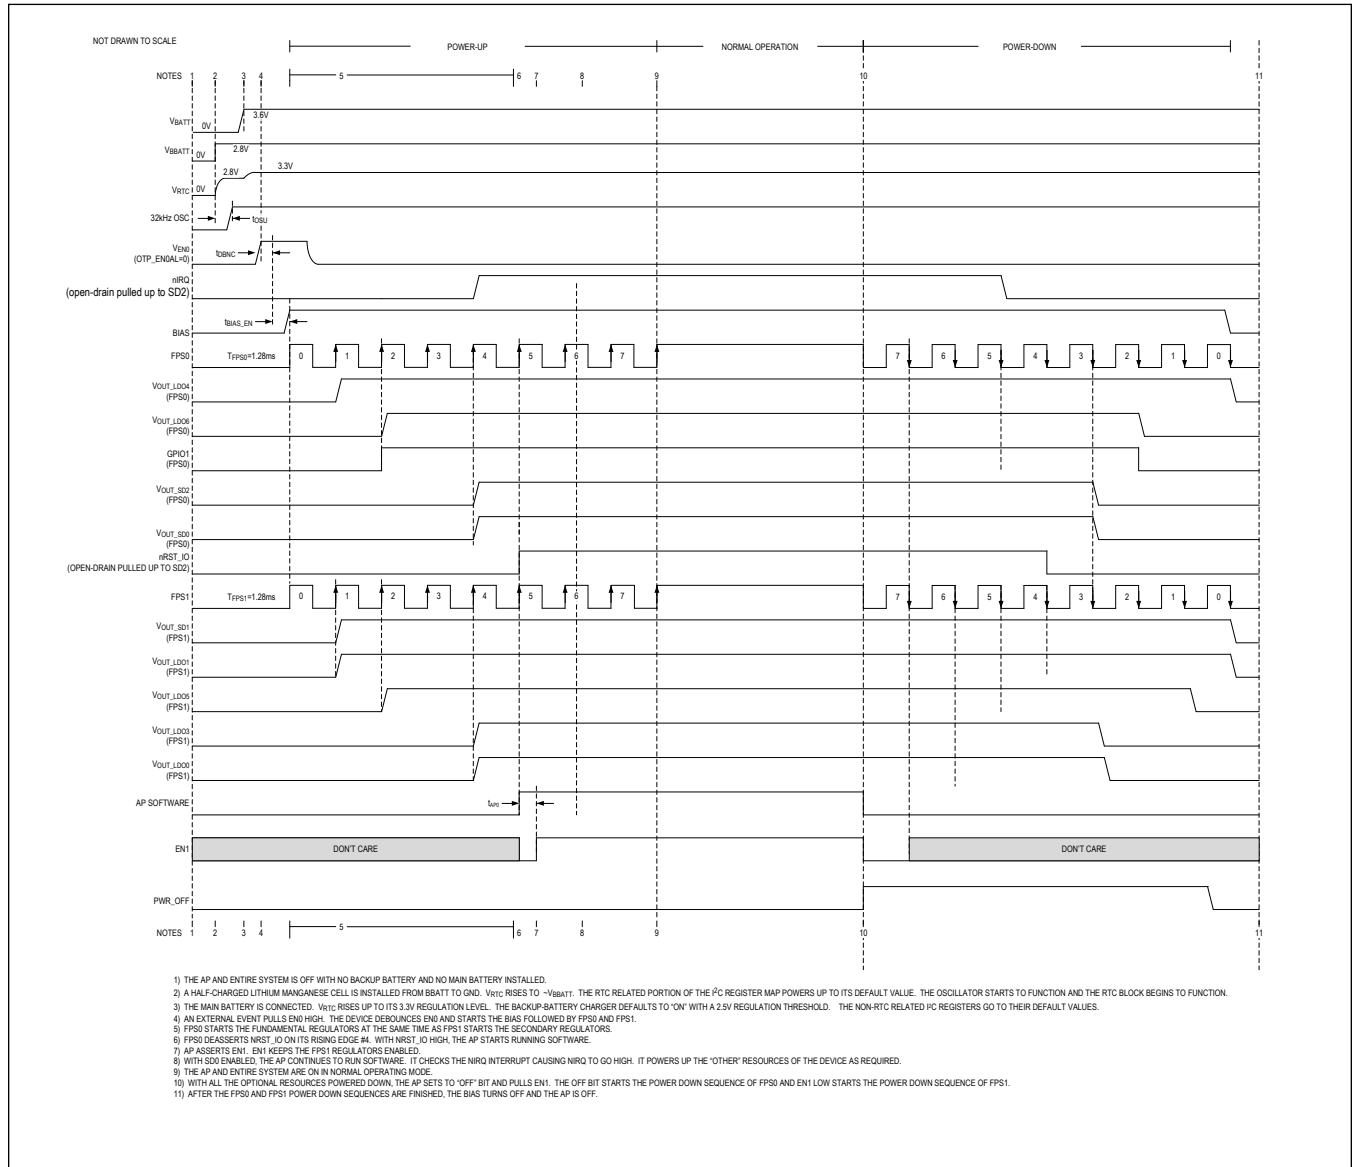 NOT DRAWN TO SCALE
POWER-UP NORMAL OPERATION POWER-DOWN
NOTES 1 2 3 4 5 6 7 8 9 10 11
VBATT 0V 3.6V
VBBATT 0V 2.8V
VRTC 0V 2.8V 3.3V
32kHz OSC tOSU
VEN0 tDBNC
(OTP_EN0AL=0)
nIRQ
(open-drain pulled up to SD2)
tBIAS_EN
BIAS
FPS0 TFPS0=1.28ms 0 1 2 3 4 5 6 7 7 6 5 4 3 2 1 0
VOUT_LDO4
(FPS0)
VOUT_LDO6
(FPS0)
GPIO1
(FPS0)
VOUT_SD2
(FPS0)
VOUT_SD0
(FPS0)
nRST_IO
(OPEN-DRAIN PULLED UP TO SD2)
FPS1 TFPS1=1.28ms 0 1 2 3 4 5 6 7 7 6 5 4 3 2 1 0
VOUT_SD1
(FPS1)
VOUT_LDO1
(FPS1)
VOUT_LDO5
(FPS1)
VOUT_LDO3
(FPS1)
VOUT_LDO0
(FPS1)
AP SOFTWARE tAP0
EN1 DON'T CARE DON'T CARE
PWR_OFF
NOTES 1 2 3 4 5 6 7 8 9 10 11
1) THE AP AND ENTIRE SYSTEM IS OFF WITH NO BACKUP BATTERY AND NO MAIN BATTERY INSTALLED.
2) A HALF-CHARGED LITHIUM MANGANESE CELL IS INSTALLED FROM BBATT TO GND. VRTC RISES TO ~VBBATT. THE RTC RELATED PORTION OF THE I2C REGISTER MAP POWERS UP TO ITS DEFAULT VALUE. THE OSCILLATOR STARTS TO FUNCTION AND THE RTC BLOCK BEGINS TO FUNCTION.
3) THE MAIN BATTERY IS CONNECTED. VRTC RISES UP TO ITS 3.3V REGULATION LEVEL. THE BACKUP-BATTERY CHARGER DEFAULTS TO "ON" WITH A 2.5V REGULATION THRESHOLD. THE NON-RTC RELATED I2C REGISTERS GO TO THEIR DEFAULT VALUES.
4) AN EXTERNAL EVENT PULLS EN0 HIGH. THE DEVICE DEBOUNCES EN0 AND STARTS THE BIAS FOLLOWED BY FPS0 AND FPS1.
5) FPS0 STARTS THE FUNDAMENTAL REGULATORS AT THE SAME TIME AS FPS1 STARTS THE SECONDARY REGULATORS.
6) FPS0 DEASSERTS NRST_IO ON ITS RISING EDGE #4. WITH NRST_IO HIGH, THE AP STARTS RUNNING SOFTWARE.
7) AP ASSERTS EN1. EN1 KEEPS THE FPS1 REGULATORS ENABLED.
8) WITH SD0 ENABLED, THE AP CONTINUES TO RUN SOFTWARE. IT CHECKS THE NIRQ INTERRUPT CAUSING NIRQ TO GO HIGH. IT POWERS UP THE "OTHER" RESOURCES OF THE DEVICE AS REQUIRED.
9) THE AP AND ENTIRE SYSTEM ARE ON IN NORMAL OPERATING MODE.
10) WITH ALL THE OPTIONAL RESOURCES POWERED DOWN, THE AP SETS TO "OFF" BIT AND PULLS EN1. THE OFF BIT STARTS THE POWER DOWN SEQUENCE OF FPS0 AND EN1 LOW STARTS THE POWER DOWN SEQUENCE OF FPS1.
11) AFTER THE FPS0 AND FPS1 POWER DOWN SEQUENCES ARE FINISHED, THE BIAS TURNS OFF AND THE AP IS OFF.